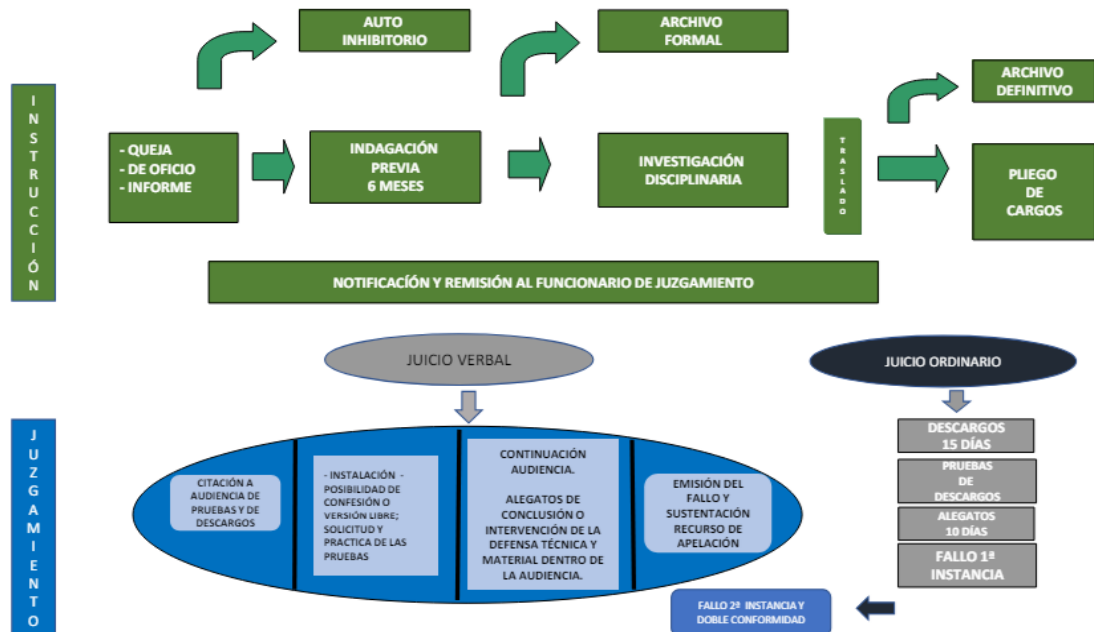 INSTRUCCIÓN
AUTO
INHIBITORIO
ARCHIVO
FORMAL
ARCHIVO
DEFINITIVO
- QUEJA
- DE OFICIO
- INFORME
INDAGACIÓN
PREVIA
6 MESES
INVESTIGACIÓN
DISCIPLINARIA
TRASLADO
PLIEGO
DE
CARGOS
NOTIFICACÍÓN Y REMISIÓN AL FUNCIONARIO DE JUZGAMIENTO
JUZGAMIENTO
JUICIO VERBAL
CITACIÓN A
AUDIENCIA DE
PRUEBAS Y DE
DESCARGOS
- INSTALACIÓN -
POSIBILIDAD DE
CONFESIÓN O
VERSIÓN LIBRE;
SOLICITUD Y
PRACTICA DE LAS
PRUEBAS
CONTINUACIÓN
AUDIENCIA.
ALEGATOS DE
CONCLUSIÓN O
INTERVENCIÓN DE LA
DEFENSA TÉCNICA Y
MATERIAL DENTRO DE
LA AUDIENCIA.
EMISIÓN DEL
FALLO Y
SUSTENTACIÓN
RECURSO DE
APELACIÓN
JUICIO ORDINARIO
DESCARGOS
15 DÍAS
PRUEBAS
DE
DESCARGOS
ALEGATOS
10 DÍAS
FALLO 1ª
INSTANCIA
FALLO 2ª INSTANCIA Y
DOBLE CONFORMIDAD